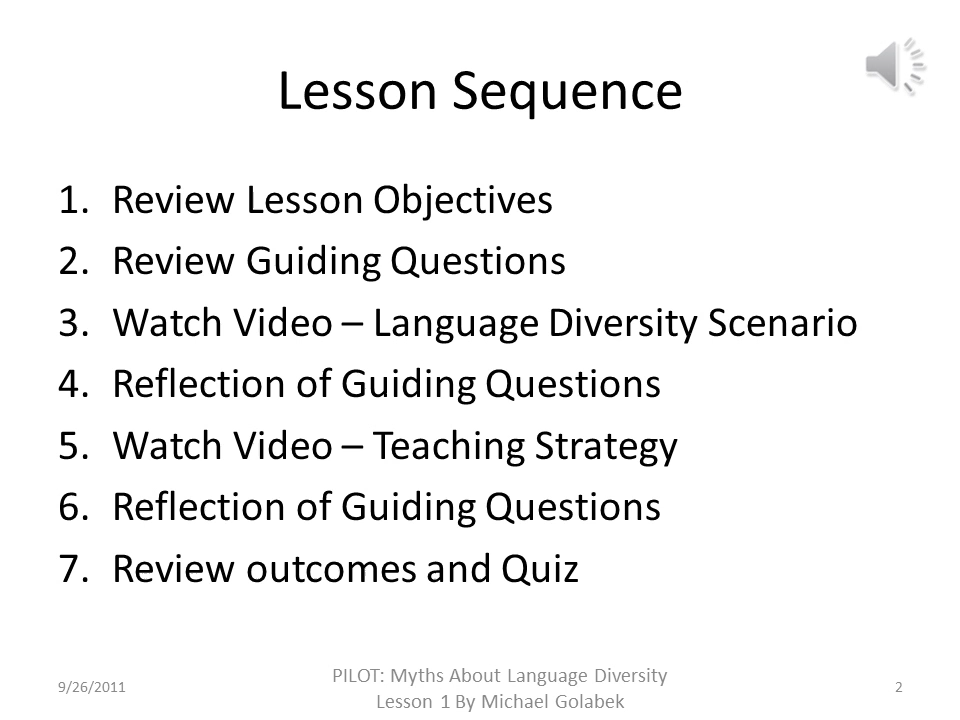 Lesson Sequence
1. Review Lesson Objectives
2. Review Guiding Questions
3. Watch Video – Language Diversity Scenario
4. Reflection of Guiding Questions
5. Watch Video – Teaching Strategy
6. Reflection of Guiding Questions
7. Review outcomes and Quiz
9/26/2011
PILOT: Myths About Language Diversity
Lesson 1 By Michael Golabek
2